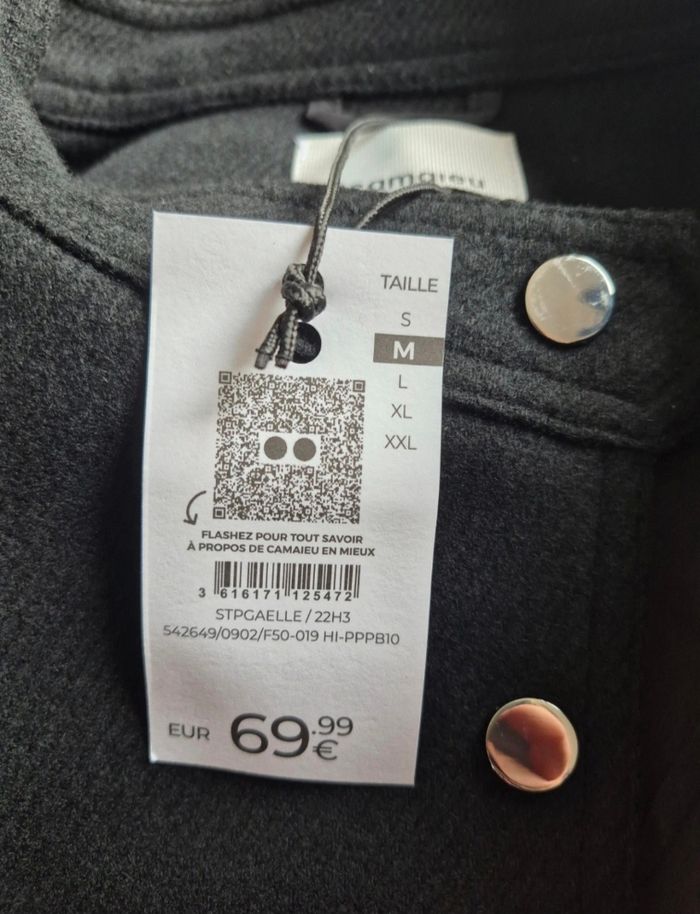 camaieu
TAILLE
S
M
L
XL
XXL
FLASHEZ POUR TOUT SAVOIR
À PROPOS DE CAMAIEU EN MIEUX
3 616171 125472
STPGAELLE / 22H3
542649/0902/F50-019 HI-PPPB10
EUR 69.99 €